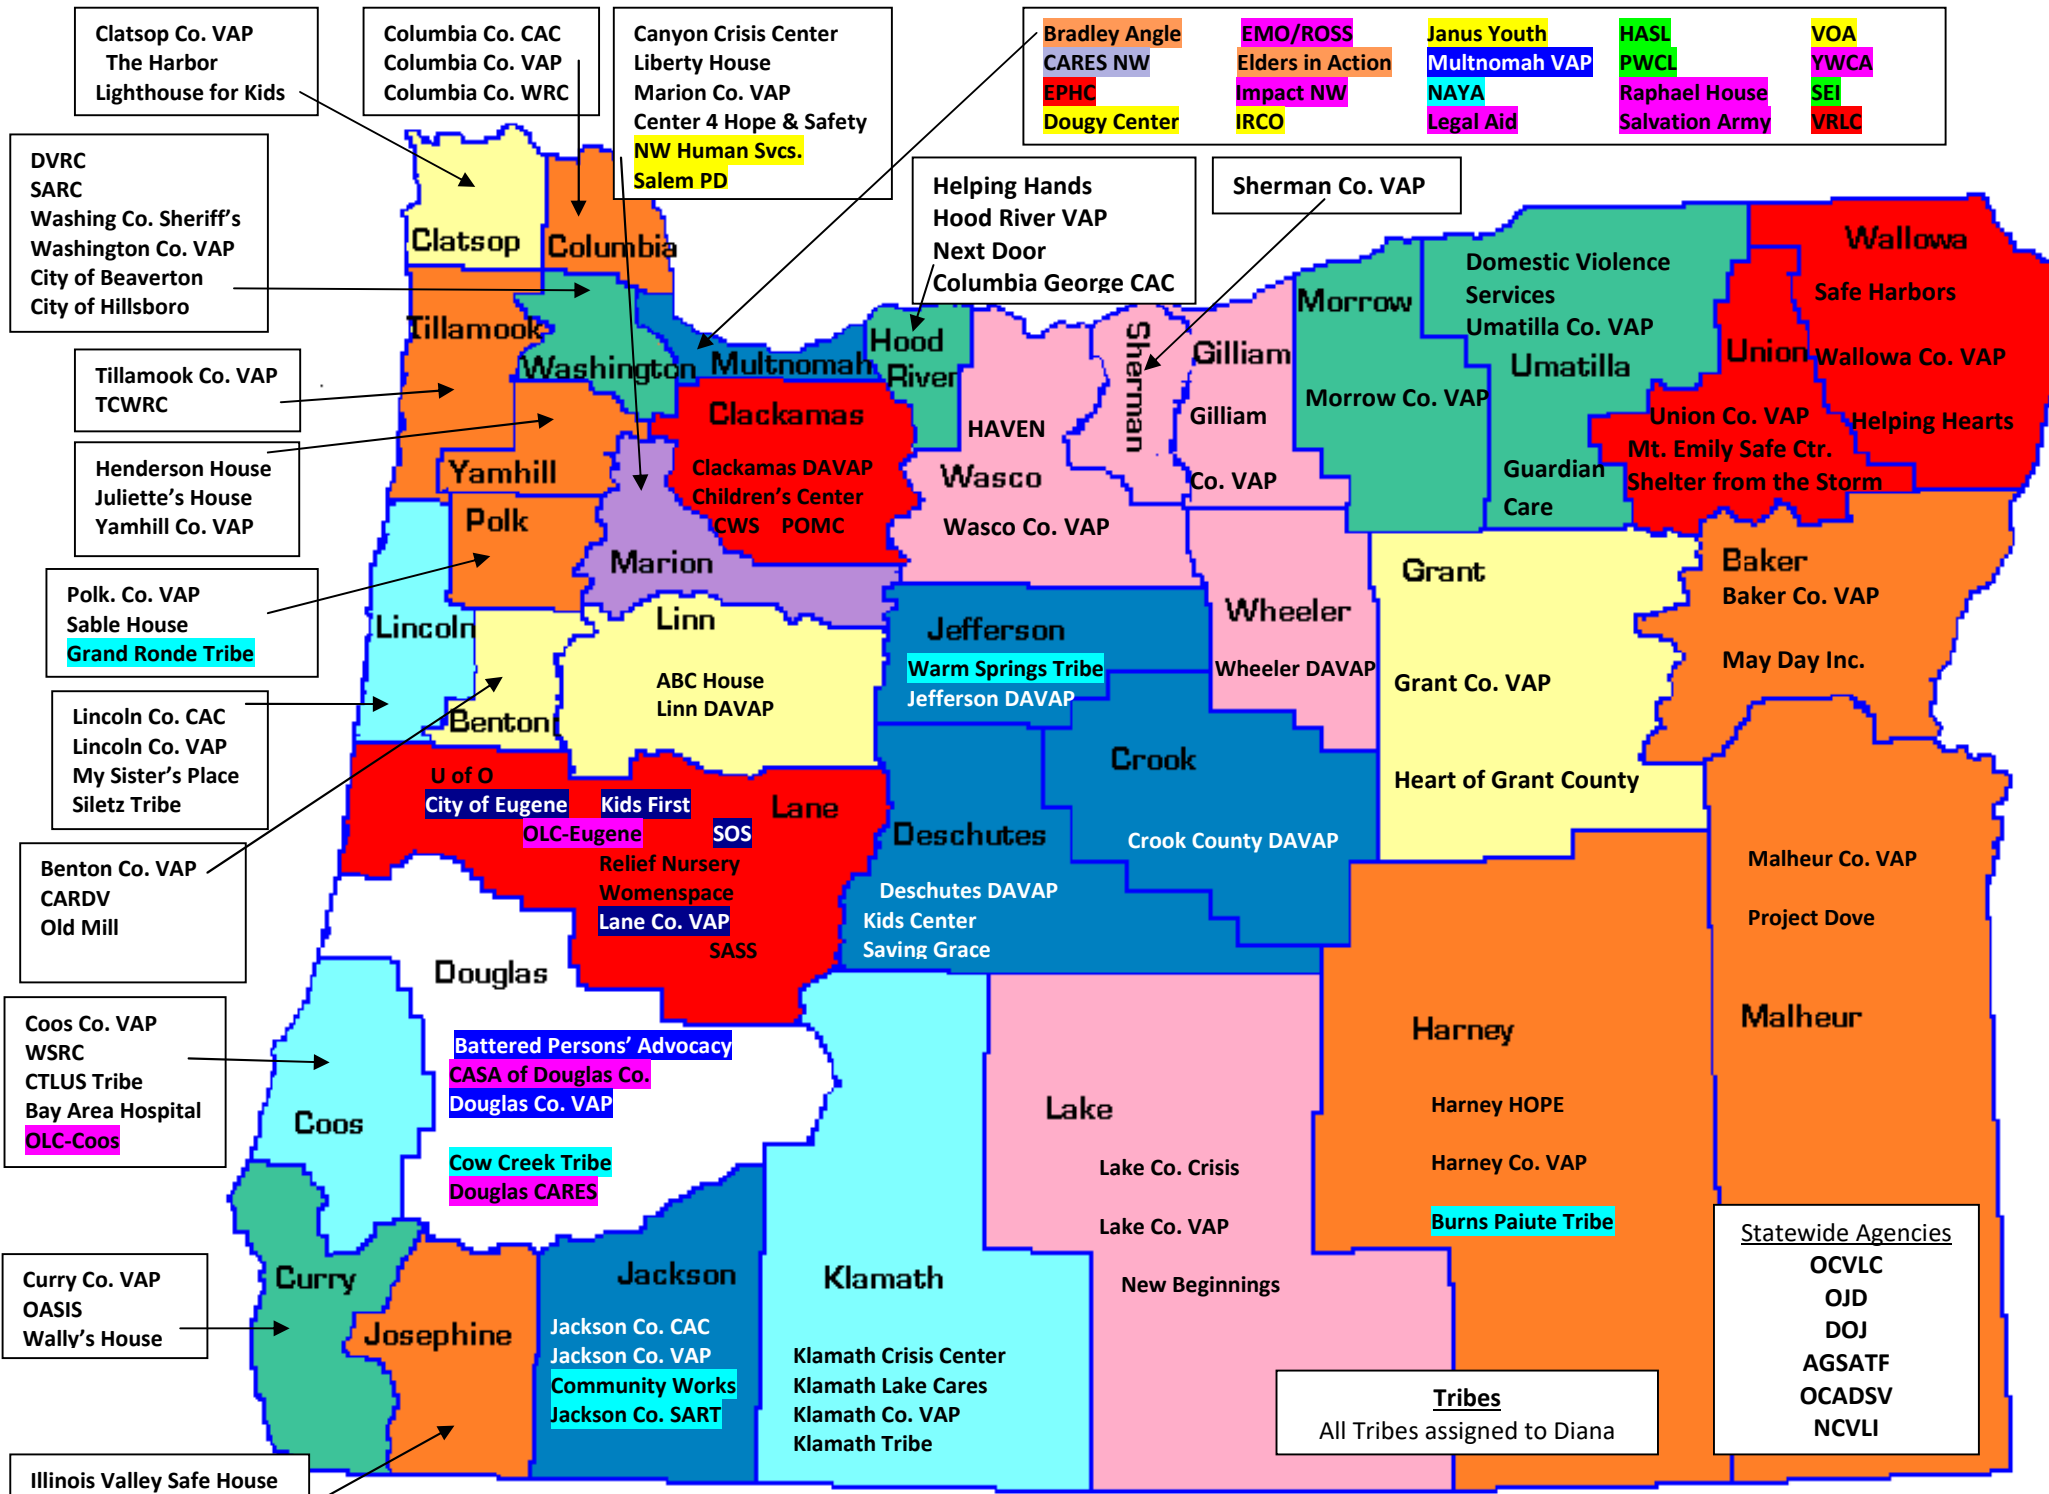 Clatsop Co. VAP
The Harbor
Lighthouse for Kids
Columbia Co. CAC
Columbia Co. VAP
Columbia Co. WRC
Canyon Crisis Center
Liberty House
Marion Co. VAP
Center 4 Hope & Safety
NW Human Svcs.
Salem PD
Bradley Angle EMO/ROSS Janus Youth HASL VOA
CARES NW Elders in Action Multnomah VAP PWCL YWCA
EPHC Impact NW NAYA Raphael House SEI
Dougy Center IRCO Legal Aid Salvation Army VRLC
DVRC
SARC
Washing Co. Sheriff's
Washington Co. VAP
City of Beaverton
City of Hillsboro
Helping Hands
Hood River VAP
Next Door
Columbia George CAC
Sherman Co. VAP
Clatsop
Columbia
Tillamook
Washington
Multnomah
Hood
River
Sherman
Gilliam
Gilliam
Co. VAP
Morrow
Morrow Co. VAP
Domestic Violence
Services
Umatilla Co. VAP
Umatilla
Guardian
Care
Wallowa
Safe Harbors
Wallowa Co. VAP
Helping Hearts
Union
Union Co. VAP
Mt. Emily Safe Ctr.
Shelter from the Storm
Tillamook Co. VAP
TCWRC
Henderson House
Juliette's House
Yamhill Co. VAP
Yamhill
Clackamas
Clackamas DAVAP
Children's Center
CWS POMC
HAVEN
Wasco
Wasco Co. VAP
Polk
Marion
Polk. Co. VAP
Sable House
Grand Ronde Tribe
Lincoln
Linn
ABC House
Linn DAVAP
Benton
Jefferson
Warm Springs Tribe
Jefferson DAVAP
Wheeler
Wheeler DAVAP
Grant
Grant Co. VAP
Heart of Grant County
Baker
Baker Co. VAP
May Day Inc.
Lincoln Co. CAC
Lincoln Co. VAP
My Sister's Place
Siletz Tribe
Benton Co. VAP
CARDV
Old Mill
U of O
City of Eugene Kids First
Lane
OLC-Eugene SOS
Relief Nursery
Womenspace
Lane Co. VAP
SASS
Crook
Crook County DAVAP
Deschutes
Deschutes DAVAP
Kids Center
Saving Grace
Malheur Co. VAP
Project Dove
Malheur
Coos Co. VAP
WSRC
CTLUS Tribe
Bay Area Hospital
OLC-Coos
Coos
Douglas
Battered Persons' Advocacy
CASA of Douglas Co.
Douglas Co. VAP
Cow Creek Tribe
Douglas CARES
Lake
Lake Co. Crisis
Lake Co. VAP
New Beginnings
Harney
Harney HOPE
Harney Co. VAP
Burns Paiute Tribe
Curry Co. VAP
OASIS
Wally's House
Curry
Josephine
Jackson
Jackson Co. CAC
Jackson Co. VAP
Community Works
Jackson Co. SART
Klamath
Klamath Crisis Center
Klamath Lake Cares
Klamath Co. VAP
Klamath Tribe
Tribes
All Tribes assigned to Diana
Statewide Agencies
OCVLC
OJD
DOJ
AGSATF
OCADSV
NCVLI
Illinois Valley Safe House